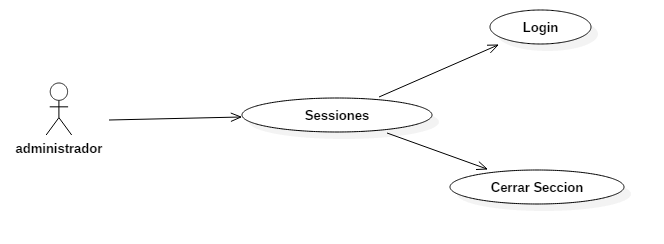 Login
Sessiones
administrador
Cerrar Seccion